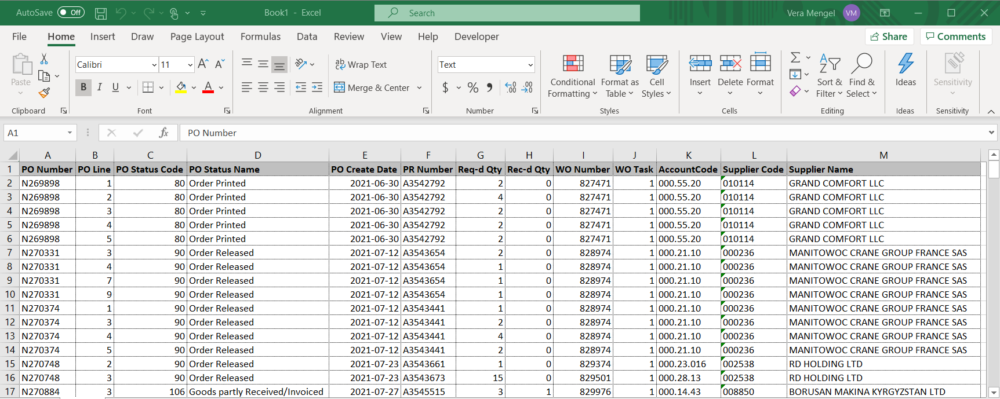 AutoSave Off Book1 - Excel Search Vera Mengel VM
File Home Insert Draw Page Layout Formulas Data Review View Help Developer Share Comments
Paste Calibri 11 ab Wrap Text Text Conditional Formatting Format as Table Cell Styles Insert Delete Format Sort & Filter Find & Select Ideas Sensitivity
B I U A Merge & Center $ % , .00
Clipboard Font Alignment Number Styles Cells Editing Ideas Sensitivity
A1 fx PO Number
A B C D E F G H I J K L M
1 PO Number PO Line PO Status Code PO Status Name PO Create Date PR Number Req-d Qty Rec-d Qty WO Number WO Task AccountCode Supplier Code Supplier Name
2 N269898 1 80 Order Printed 2021-06-30 A3542792 2 0 827471 1 000.55.20 010114 GRAND COMFORT LLC
3 N269898 2 80 Order Printed 2021-06-30 A3542792 4 0 827471 1 000.55.20 010114 GRAND COMFORT LLC
4 N269898 3 80 Order Printed 2021-06-30 A3542792 2 0 827471 1 000.55.20 010114 GRAND COMFORT LLC
5 N269898 4 80 Order Printed 2021-06-30 A3542792 2 0 827471 1 000.55.20 010114 GRAND COMFORT LLC
6 N269898 5 80 Order Printed 2021-06-30 A3542792 2 0 827471 1 000.55.20 010114 GRAND COMFORT LLC
7 N270331 3 90 Order Released 2021-07-12 A3543654 2 0 828974 1 000.21.10 000236 MANITOWOC CRANE GROUP FRANCE SAS
8 N270331 4 90 Order Released 2021-07-12 A3543654 1 0 828974 1 000.21.10 000236 MANITOWOC CRANE GROUP FRANCE SAS
9 N270331 7 90 Order Released 2021-07-12 A3543654 1 0 828974 1 000.21.10 000236 MANITOWOC CRANE GROUP FRANCE SAS
10 N270331 9 90 Order Released 2021-07-12 A3543654 1 0 828974 1 000.21.10 000236 MANITOWOC CRANE GROUP FRANCE SAS
11 N270374 1 90 Order Released 2021-07-12 A3543441 1 0 828974 1 000.21.10 000236 MANITOWOC CRANE GROUP FRANCE SAS
12 N270374 3 90 Order Released 2021-07-12 A3543441 2 0 828974 1 000.21.10 000236 MANITOWOC CRANE GROUP FRANCE SAS
13 N270374 4 90 Order Released 2021-07-12 A3543441 4 0 828974 1 000.21.10 000236 MANITOWOC CRANE GROUP FRANCE SAS
14 N270374 5 90 Order Released 2021-07-12 A3543441 2 0 828974 1 000.21.10 000236 MANITOWOC CRANE GROUP FRANCE SAS
15 N270748 2 90 Order Released 2021-07-23 A3543661 1 0 829374 1 000.23.016 002538 RD HOLDING LTD
16 N270748 3 90 Order Released 2021-07-23 A3543673 15 0 829501 1 000.28.13 002538 RD HOLDING LTD
17 N270884 3 106 Goods partly Received/Invoiced 2021-07-27 A3545515 3 1 829976 1 000.14.43 008850 BORUSAN MAKINA KYRGYZSTAN LTD